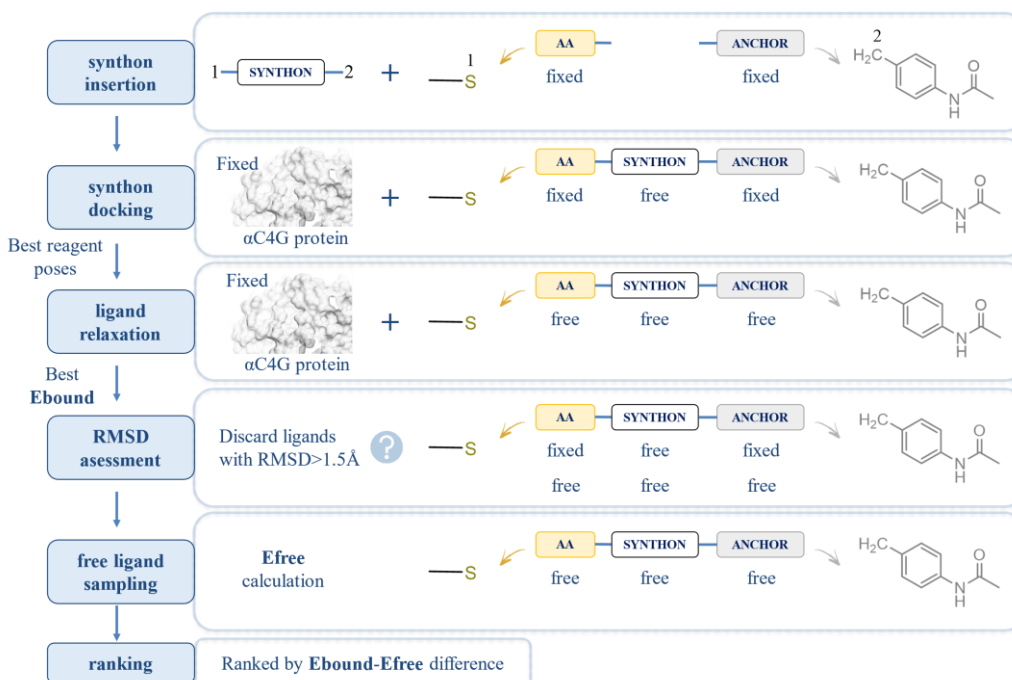 synthon
insertion
1 SYNTHON 2 + 1 S AA ANCHOR
fixed fixed
2
H2C O N H
synthon
docking
Fixed
αC4G protein
+ S AA SYNTHON ANCHOR
fixed free fixed
H2C O N H
Best reagent
poses
ligand
relaxation
Fixed
αC4G protein
+ S AA SYNTHON ANCHOR
free free free
H2C O N H
Best
Ebound
RMSD
asessment
Discard ligands
with RMSD>1.5Å ?
S AA SYNTHON ANCHOR
fixed free fixed
free free free
H2C O N H
free ligand
sampling
Efree
calculation
S AA SYNTHON ANCHOR
free free free
H2C O N H
ranking
Ranked by Ebound-Efree difference